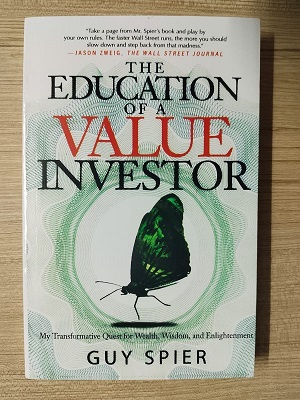 "Take a page from Mr. Spier's book and play by
your own rules. The faster Wall Street runs, the more you should
slow down and step back from that madness."
—JASON ZWEIG, THE WALL STREET JOURNAL
THE
EDUCATION
OF A
VALUE
INVESTOR
My Transformative Quest for Wealth, Wisdom, and Enlightenment
GUY SPIER